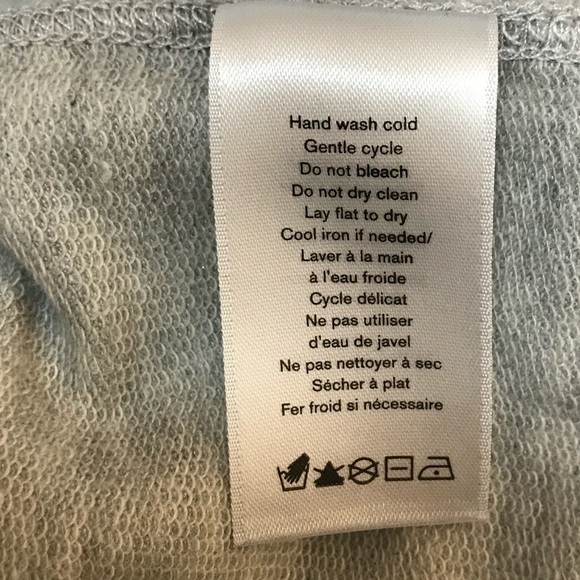 Hand wash cold
Gentle cycle
Do not bleach
Do not dry clean
Lay flat to dry
Cool iron if needed/
Laver à la main
à l'eau froide
Cycle délicat
Ne pas utiliser
d'eau de javel
Ne pas nettoyer à sec
Sécher à plat
Fer froid si nécessaire